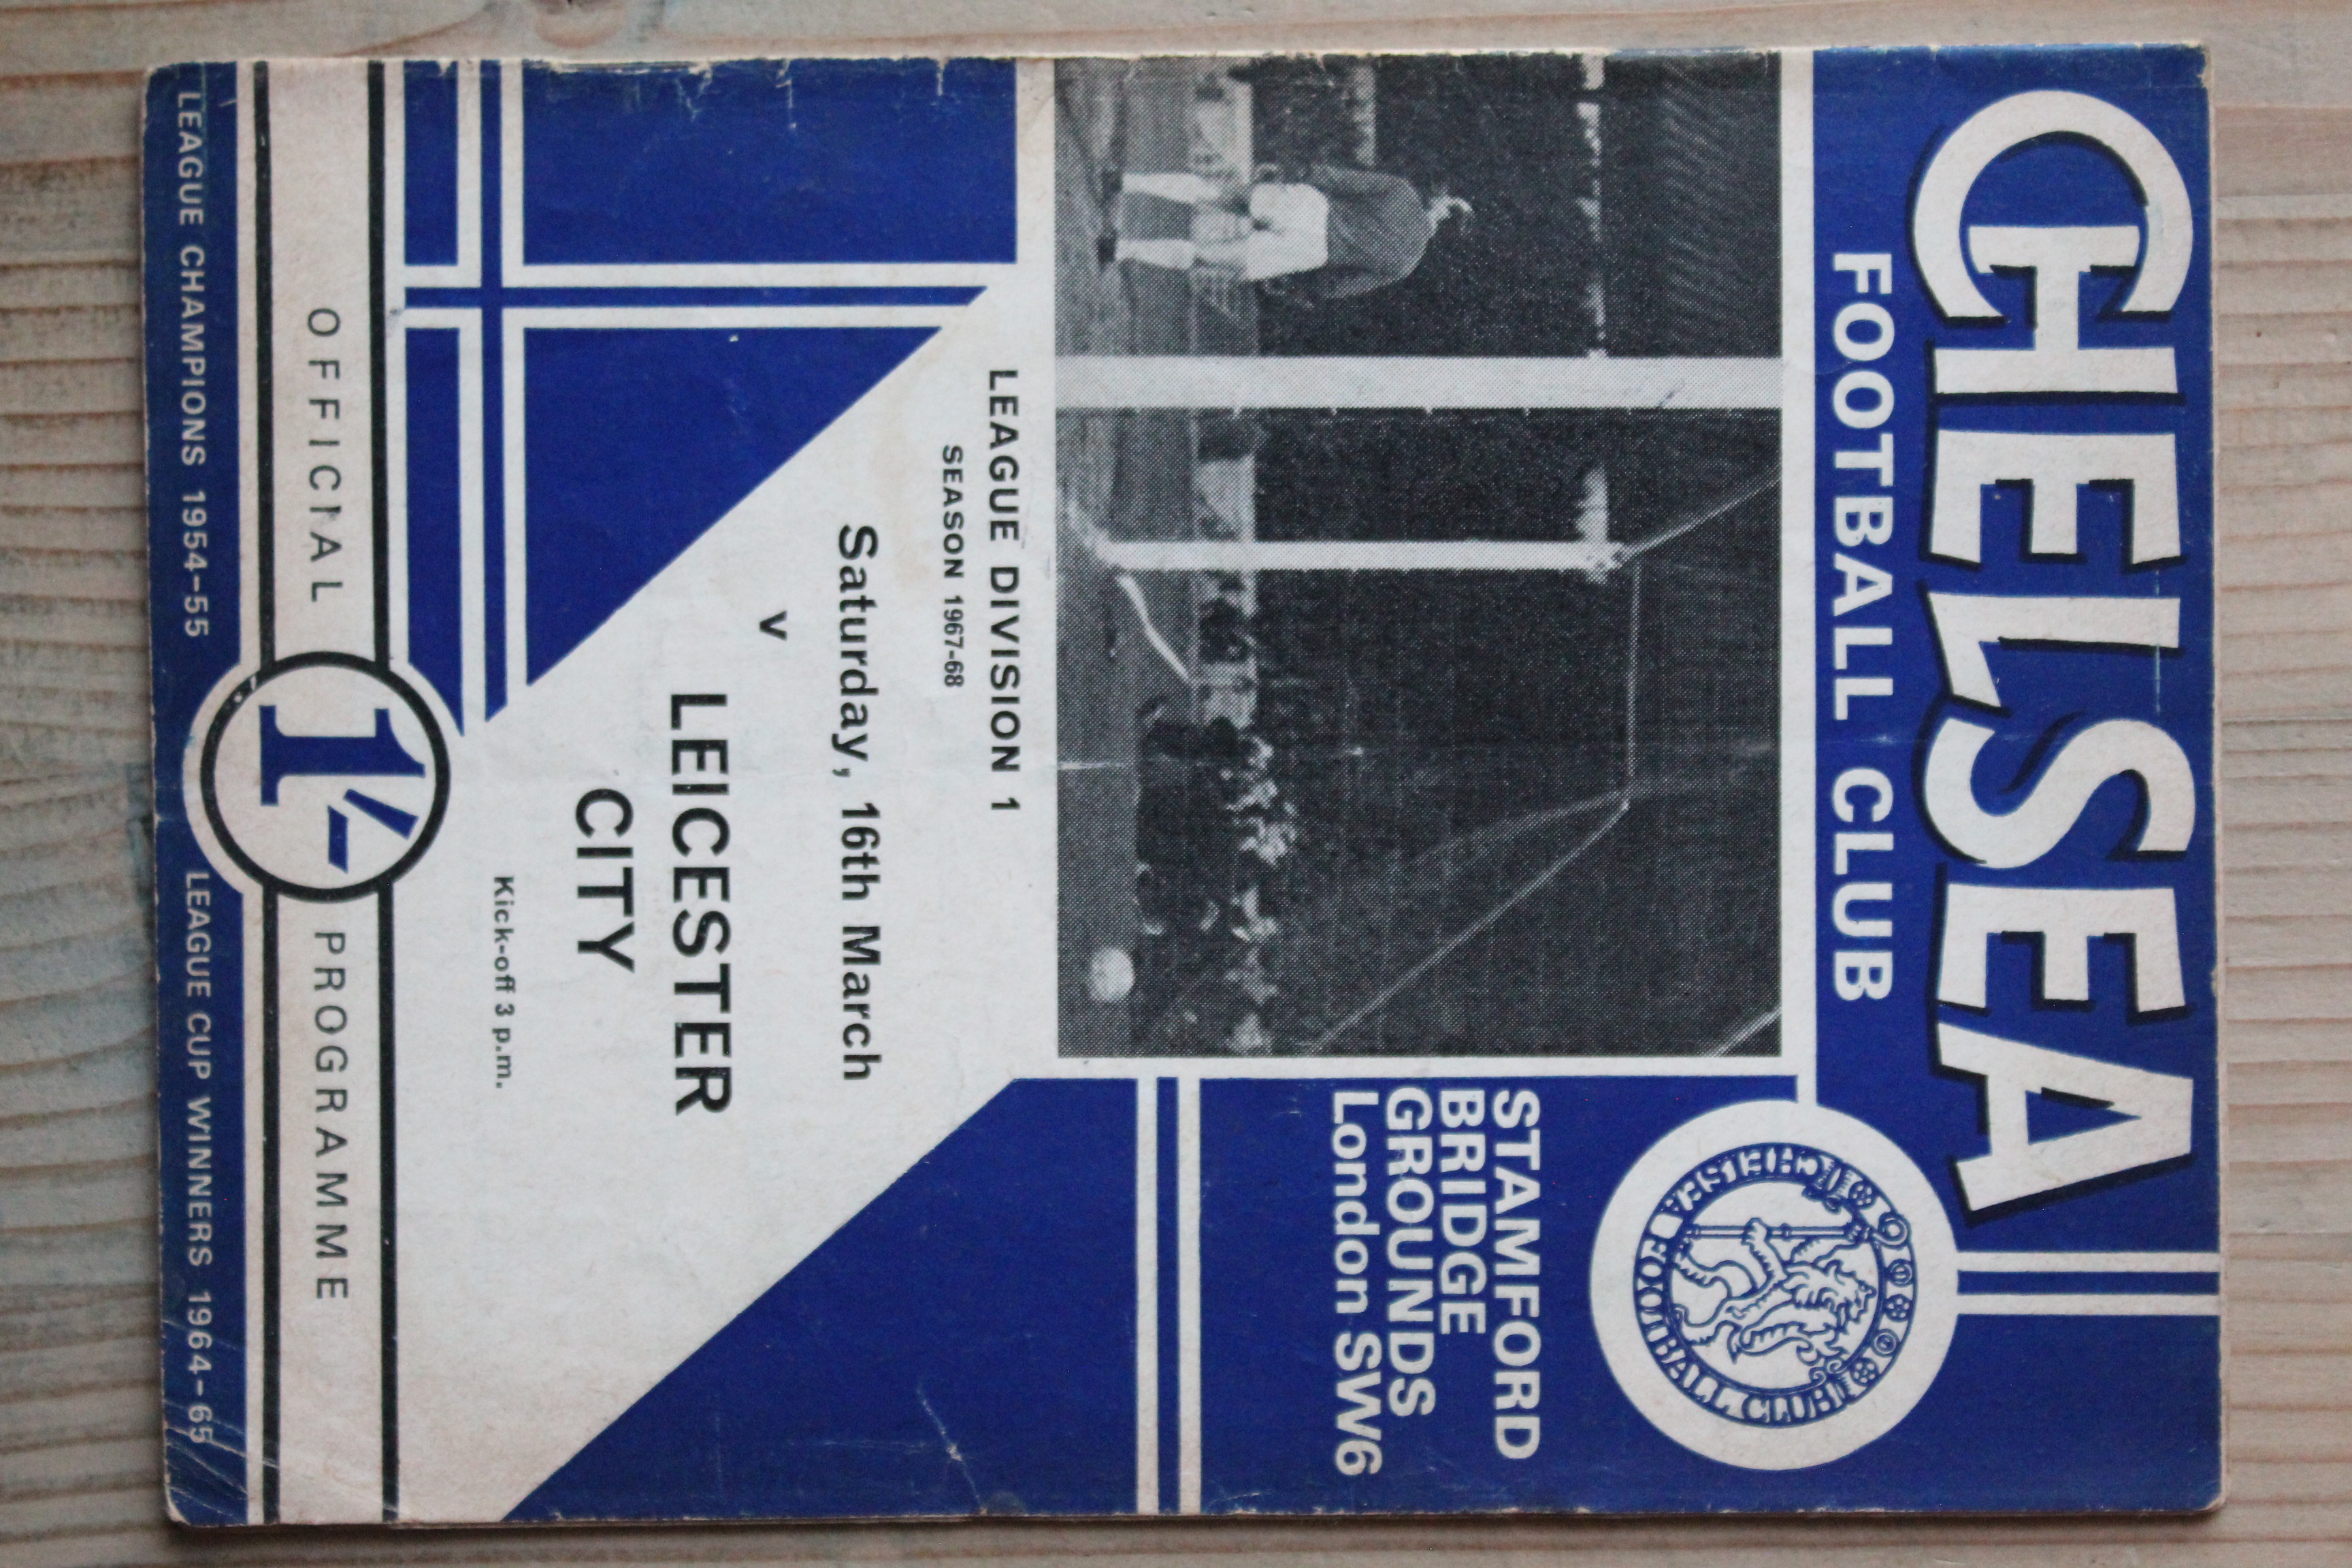 CHELSEA
FOOTBALL CLUB
CHELSEA FOOTBALL CLUB
STAMFORD
BRIDGE
GROUNDS
London SW6
LEAGUE DIVISION 1
SEASON 1967-68
Saturday, 16th March
v
LEICESTER
CITY
Kick-off 3 p.m.
OFFICIAL 1/- PROGRAMME
LEAGUE CHAMPIONS 1954-55 LEAGUE CUP WINNERS 1964-65